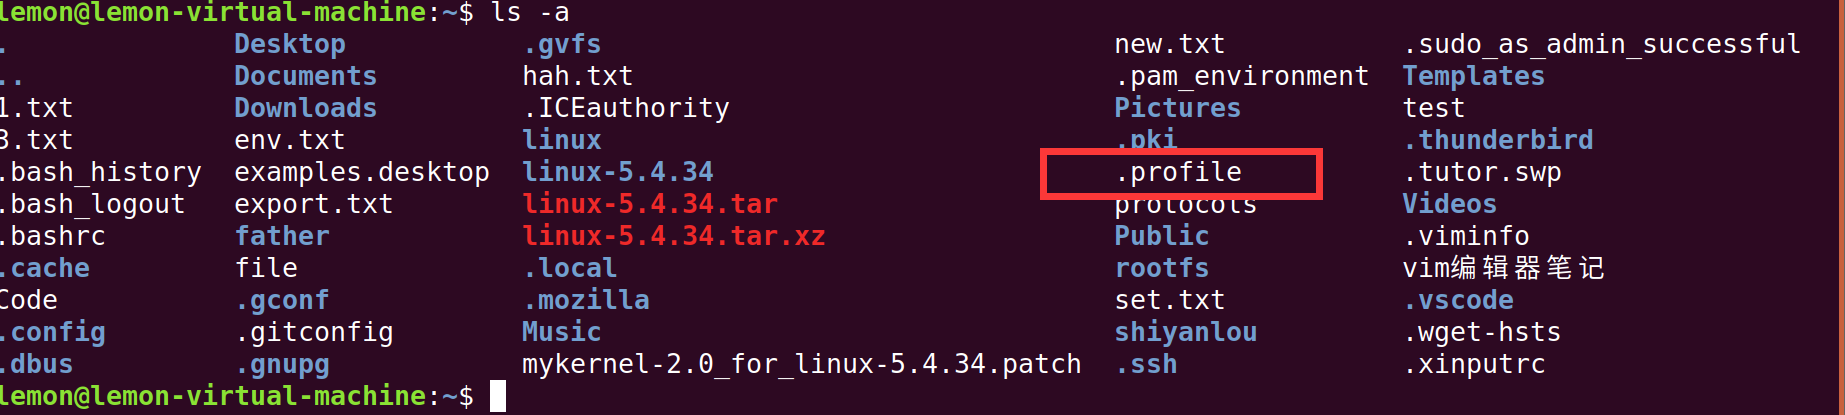 lemon@lemon-virtual-machine:~$ ls -a
. Desktop .gvfs new.txt .sudo_as_admin_successful
.. Documents hah.txt .pam_environment Templates
1.txt Downloads .ICEauthority Pictures test
3.txt env.txt linux .pki .thunderbird
.bash_history examples.desktop linux-5.4.34 .profile .tutor.swp
.bash_logout export.txt linux-5.4.34.tar protocols Videos
.bashrc father linux-5.4.34.tar.xz Public .viminfo
.cache file .local rootfs vim编辑器笔记
Code .gconf .mozilla set.txt .vscode
.config .gitconfig Music shiyanlou .wget-hsts
.dbus .gnupg mykernel-2.0_for_linux-5.4.34.patch .ssh .xinputrc
lemon@lemon-virtual-machine:~$